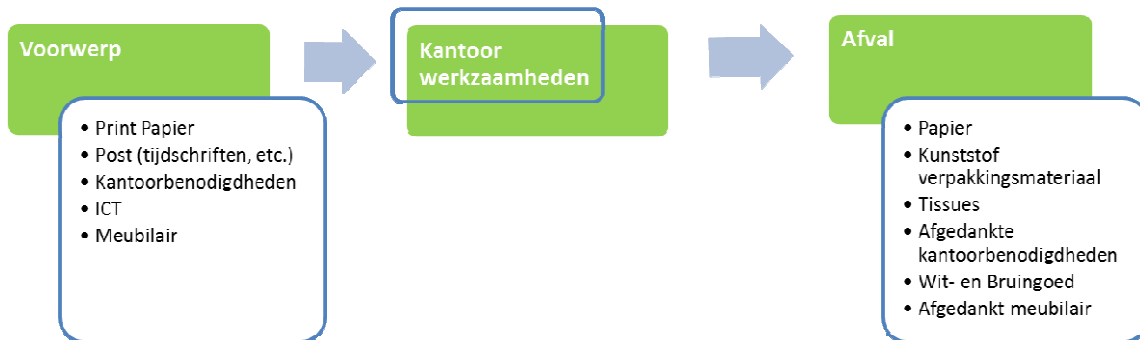 Voorwerp
• Print Papier
• Post (tijdschriften, etc.)
• Kantoorbenodigdheden
• ICT
• Meubilair
Kantoor
werkzaamheden
Afval
• Papier
• Kunststof
verpakkingsmateriaal
• Tissues
• Afgedankte
kantoorbenodigdheden
• Wit- en Bruingoed
• Afgedankt meubilair